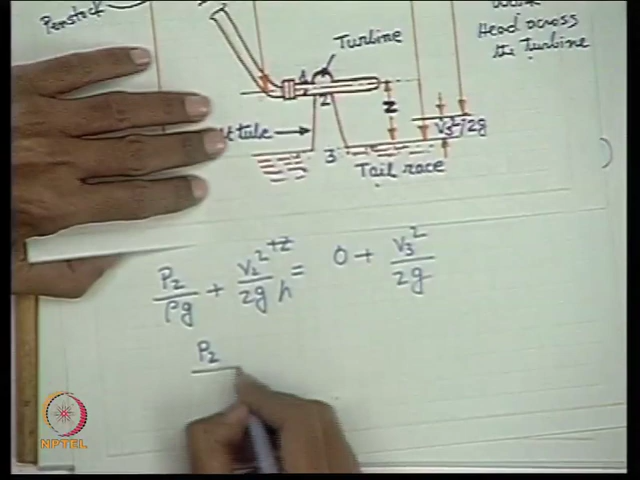 Penstock
Head across
the Turbine
Turbine
1
2
z
V3²/2g
tube
3
Tail race
P2/ρg + V2²/2g + z = 0 + V3²/2g
h
P2
NPTEL